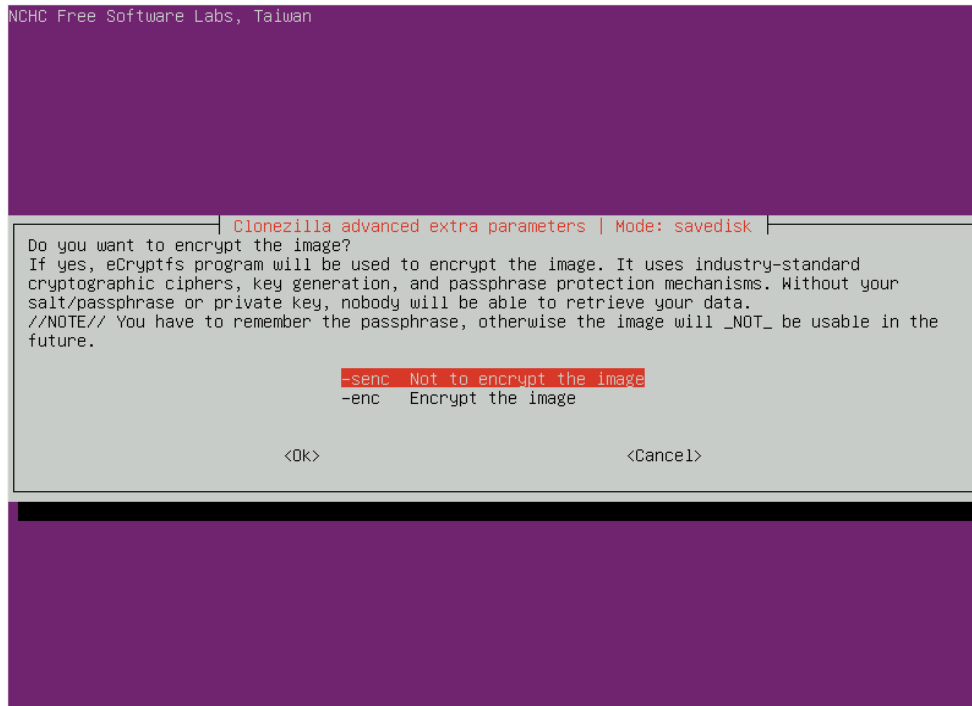 NCHC Free Software Labs, Taiwan
Clonezilla advanced extra parameters | Mode: savedisk
Do you want to encrypt the image?
If yes, eCryptfs program will be used to encrypt the image. It uses industry-standard
cryptographic ciphers, key generation, and passphrase protection mechanisms. Without your
salt/passphrase or private key, nobody will be able to retrieve your data.
//NOTE// You have to remember the passphrase, otherwise the image will _NOT_ be usable in the
future.
-senc Not to encrypt the image
-enc Encrypt the image
<Ok> <Cancel>